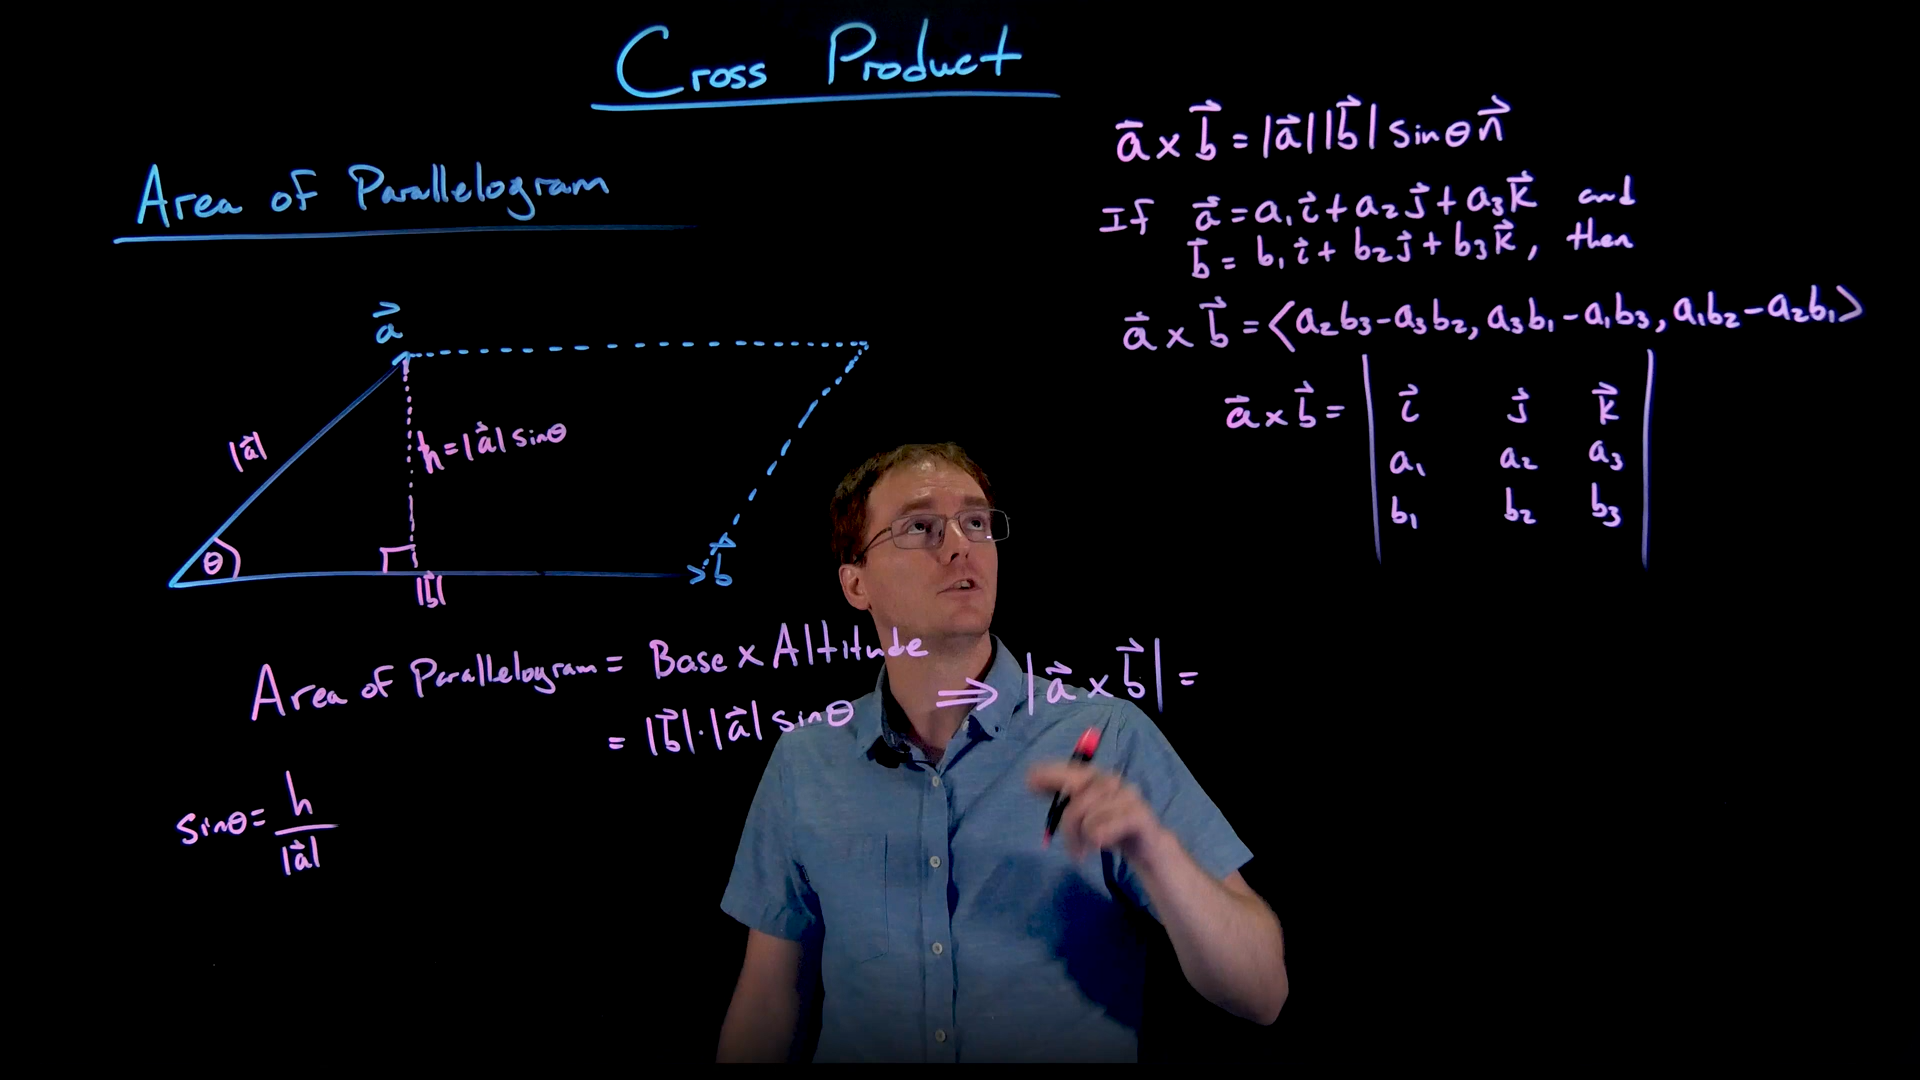 Cross Product
Area of Parallelogram
a⃗
|a⃗|
h=|a⃗| sinθ
θ
|b⃗|
b⃗
Area of Parallelogram = Base x Altitude
= |b⃗|·|a⃗| sinθ
⇒ |a⃗ x b⃗| =
sinθ= h/|a⃗|
a⃗ x b⃗ = |a⃗||b⃗| sinθ n⃗
If a⃗ = a₁i⃗ + a₂j⃗ + a₃k⃗ and
b⃗ = b₁i⃗ + b₂j⃗ + b₃k⃗, then
a⃗ x b⃗ = <a₂b₃-a₃b₂, a₃b₁-a₁b₃, a₁b₂-a₂b₁>
a⃗ x b⃗ = | i⃗ j⃗ k⃗ |
a₁ a₂ a₃
b₁ b₂ b₃